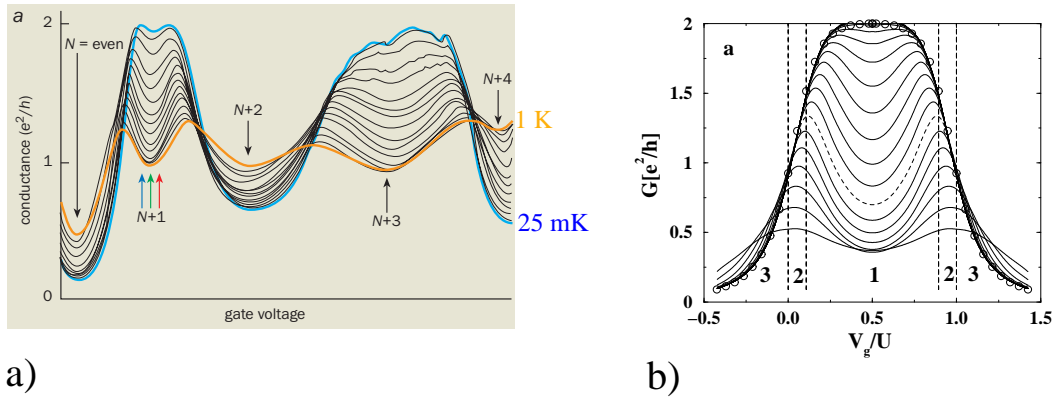 a
2
1
0
conductance (e²/h)
N = even
N+1
N+2
N+3
N+4
1 K
25 mK
gate voltage
a)
a
2
1.5
1
0.5
0
G[e²/h]
3 2 1 2 3
−0.5 0.0 0.5 1.0 1.5
V_g/U
b)